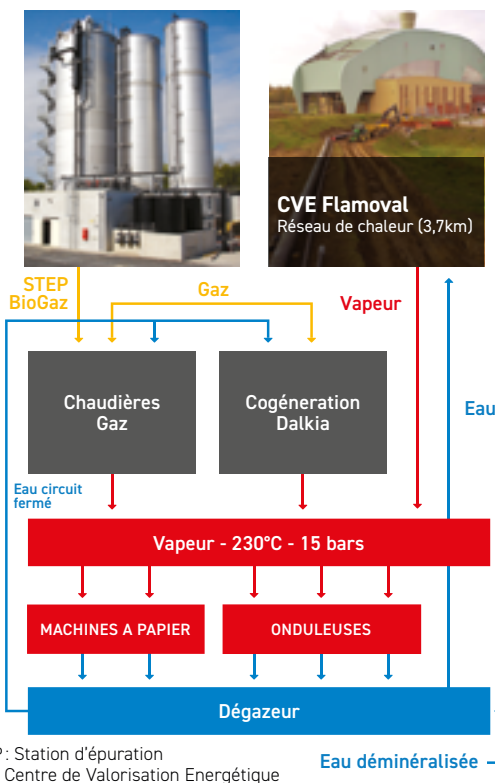 CVE Flamoval
Réseau de chaleur (3,7km)
STEP
BioGaz
Gaz
Vapeur
Chaudières
Gaz
Cogéneration
Dalkia
Eau
Eau circuit
fermé
Vapeur - 230°C - 15 bars
MACHINES A PAPIER
ONDULEUSES
Dégazeur
P : Station d'épuration
Centre de Valorisation Energétique
Eau déminéralisée